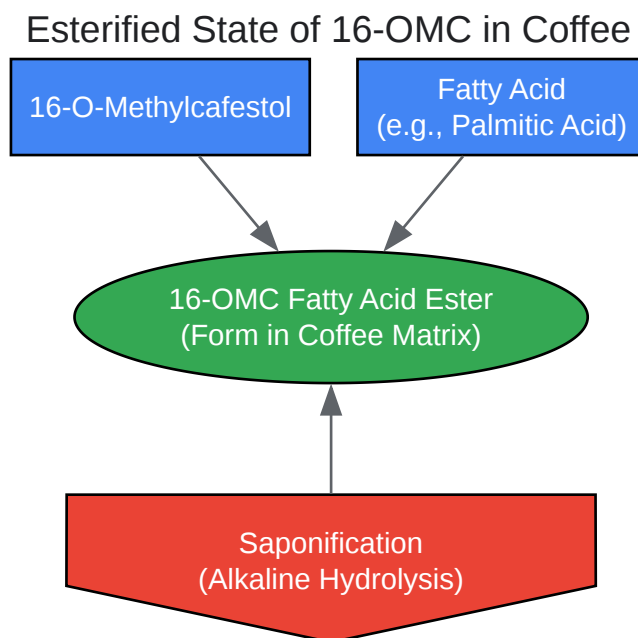 Esterified State of 16-OMC in Coffee
16-O-Methylcafestol
Fatty Acid
(e.g., Palmitic Acid)
16-OMC Fatty Acid Ester
(Form in Coffee Matrix)
Saponification
(Alkaline Hydrolysis)